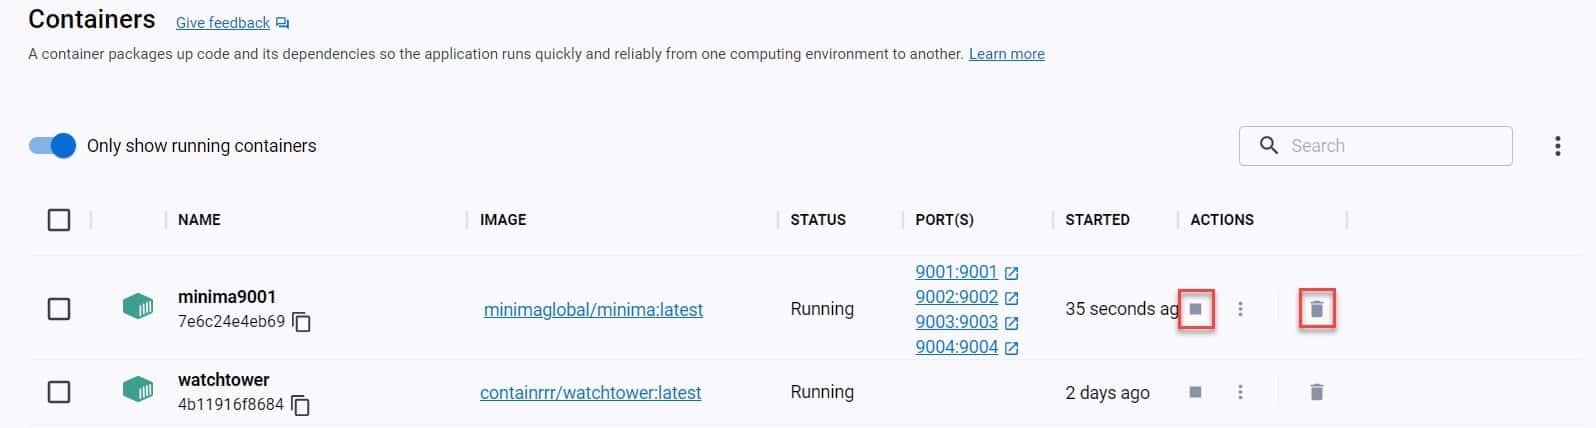 Containers Give feedback
A container packages up code and its dependencies so the application runs quickly and reliably from one computing environment to another. Learn more
Only show running containers
Search
NAME IMAGE STATUS PORT(S) STARTED ACTIONS
minima9001
7e6c24e4eb69
minimaglobal/minima:latest
Running
9001:9001
9002:9002
9003:9003
9004:9004
35 seconds ag
watchtower
4b11916f8684
containrrr/watchtower:latest
Running
2 days ago